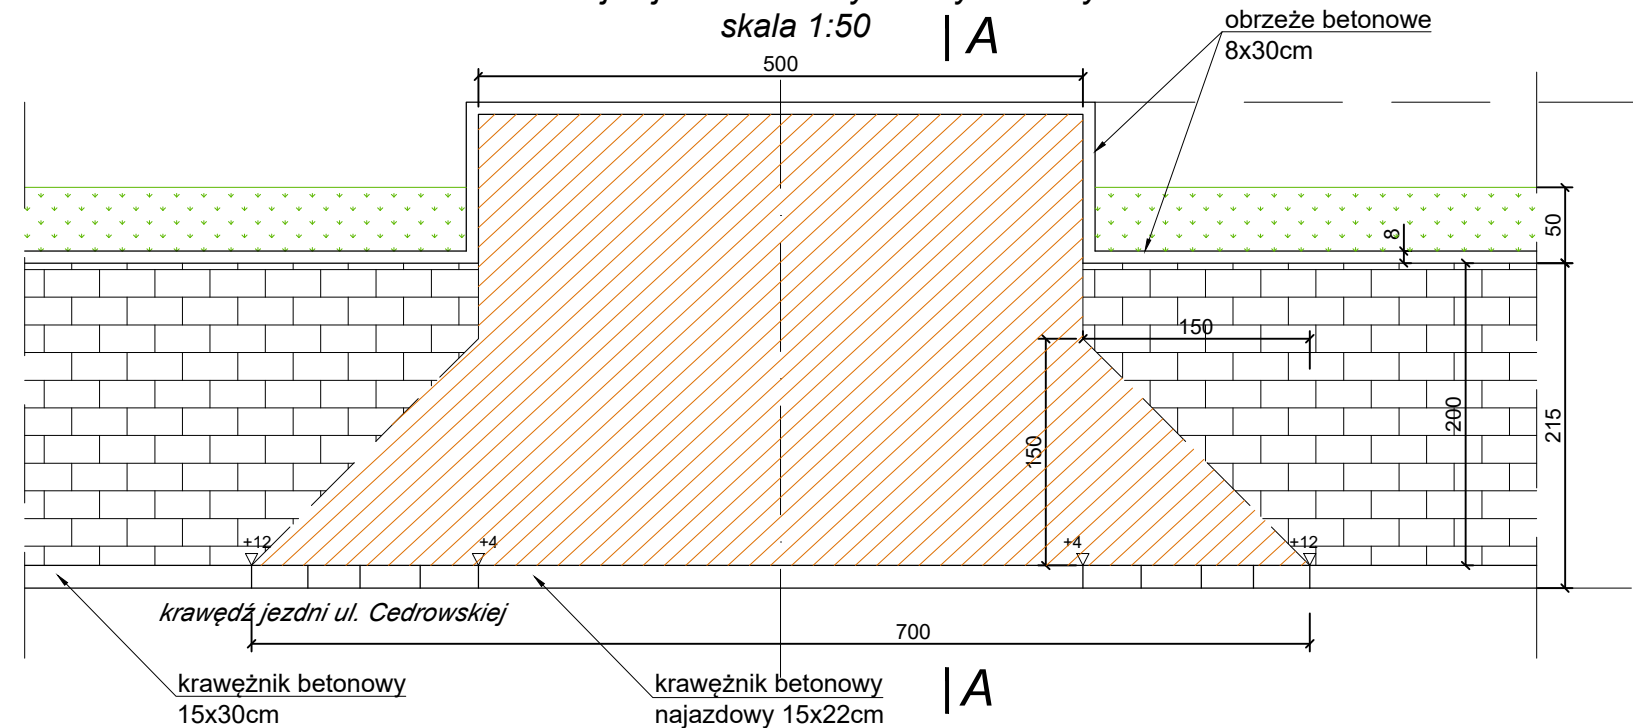 skala 1:50
A
obrzeże betonowe
8x30cm
500
8
50
150
150
200
215
+12
+4
+4
+12
krawędź jezdni ul. Cedrowskiej
700
krawężnik betonowy
15x30cm
krawężnik betonowy
najazdowy 15x22cm
A